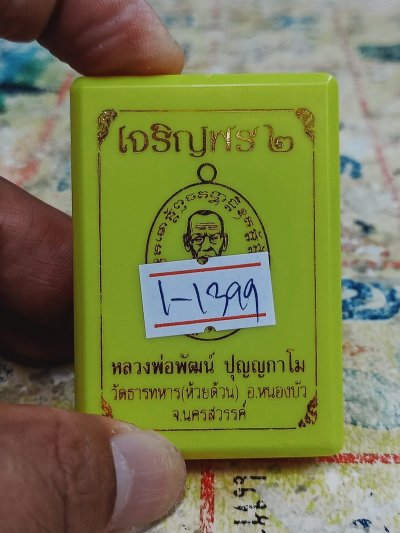 เจริญพร ๒
1-1399
หลวงพ่อพัฒน์ ปุญญกาโม
วัดธารทหาร(ห้วยด้วน) อ.หนองบัว
จ.นครสวรรค์